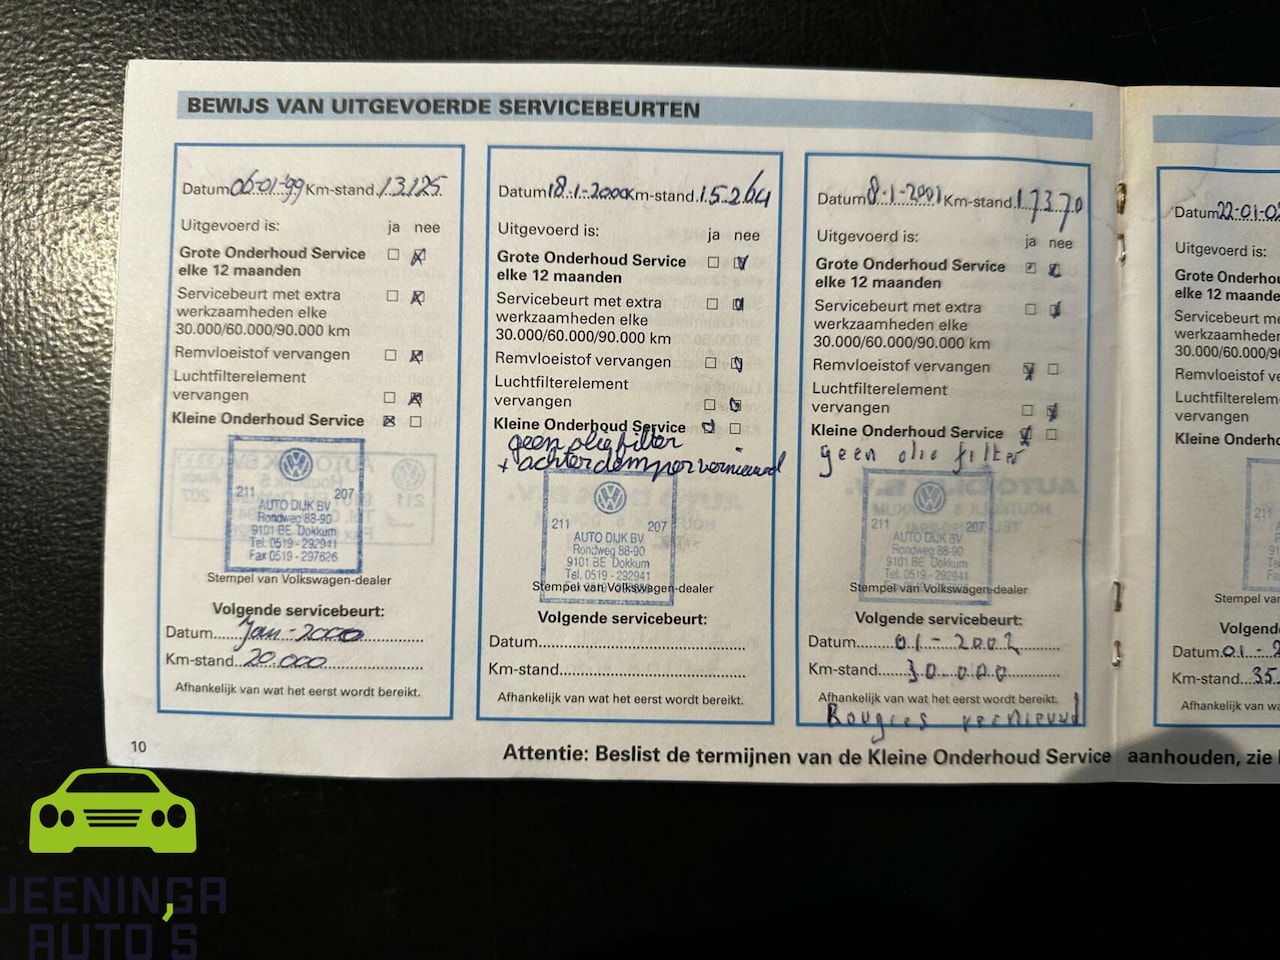 BEWIJS VAN UITGEVOERDE SERVICEBEURTEN
Datum 06-01-'99 Km-stand. 13.125
Uitgevoerd is: ja nee
Grote Onderhoud Service
elke 12 maanden
Servicebeurt met extra
werkzaamheden elke
30.000/60.000/90.000 km
Remvloeistof vervangen
Luchtfilterelement
vervangen
Kleine Onderhoud Service
211 207
AUTO DIJK BV
Rondweg 88-90
9101 BE Dokkum
Tel. 0519 - 292941
Fax 0519 - 297626
Stempel van Volkswagen-dealer
Volgende servicebeurt:
Datum Jan - 2000
Km-stand 20.000
Afhankelijk van wat het eerst wordt bereikt.
Datum 18-1-2000 Km-stand. 15.264
Uitgevoerd is: ja nee
Grote Onderhoud Service
elke 12 maanden
Servicebeurt met extra
werkzaamheden elke
30.000/60.000/90.000 km
Remvloeistof vervangen
Luchtfilterelement
vervangen
Kleine Onderhoud Service
geen oliefilter
+ achterdemper vernieuwd
211 207
AUTO DIJK BV
Rondweg 88-90
9101 BE Dokkum
Tel. 0519 - 292941
Stempel van Volkswagen-dealer
Volgende servicebeurt:
Datum
Km-stand
Afhankelijk van wat het eerst wordt bereikt.
Datum 8-1-2001 Km-stand. 17370
Uitgevoerd is: ja nee
Grote Onderhoud Service
elke 12 maanden
Servicebeurt met extra
werkzaamheden elke
30.000/60.000/90.000 km
Remvloeistof vervangen
Luchtfilterelement
vervangen
Kleine Onderhoud Service
geen olie filter
211 207
AUTO DIJK BV
Rondweg 88-90
9101 BE Dokkum
Tel. 0519 - 292941
Stempel van Volkswagen-dealer
Volgende servicebeurt:
Datum 01-2002
Km-stand 30.000
Afhankelijk van wat het eerst wordt bereikt.
Bougies vernieuwd
Datum 22-01-02
Uitgevoerd is:
Grote Onderhou
elke 12 maande
Servicebeurt me
werkzaamheden
30.000/60.000/9
Remvloeistof ve
Luchtfilterelem
vervangen
Kleine Onderho
Stempel van
Volgend
Datum 01-2
Km-stand 35.
Afhankelijk van wa
10
Attentie: Beslist de termijnen van de Kleine Onderhoud Service aanhouden, zie
JEENINGA
AUTO'S